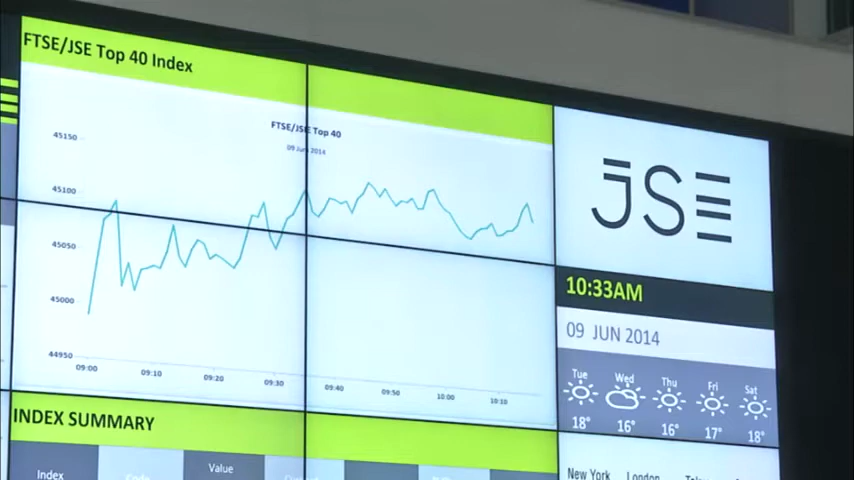 FTSE/JSE Top 40 Index
FTSE/JSE Top 40
09 Jun 2014
45150
45100
45050
45000
44950
09:00 09:10 09:20 09:30 09:40 09:50 10:00 10:10
JSE
10:33AM
09 JUN 2014
Tue Wed Thu Fri Sat
18° 16° 16° 17° 18°
INDEX SUMMARY
Index Code Value
New York London